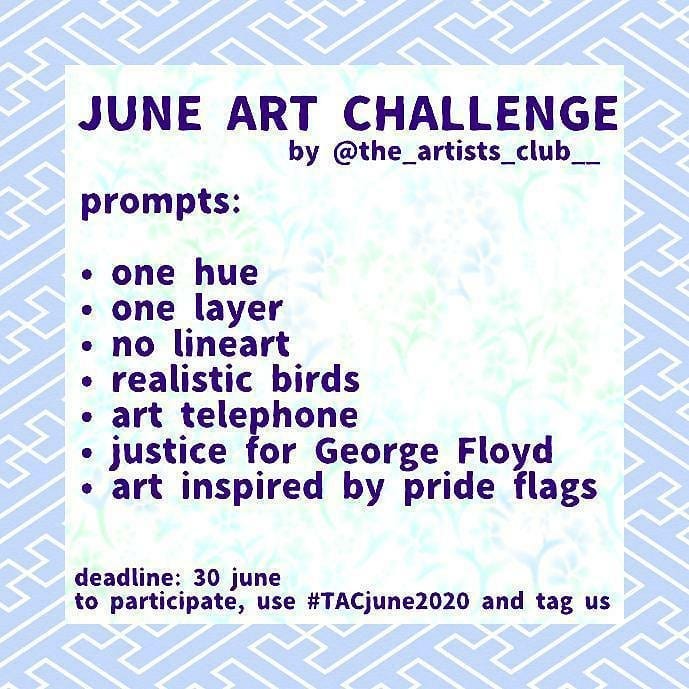 JUNE ART CHALLENGE
by @the_artists_club__
prompts:
• one hue
• one layer
• no lineart
• realistic birds
• art telephone
• justice for George Floyd
• art inspired by pride flags
deadline: 30 june
to participate, use #TACjune2020 and tag us